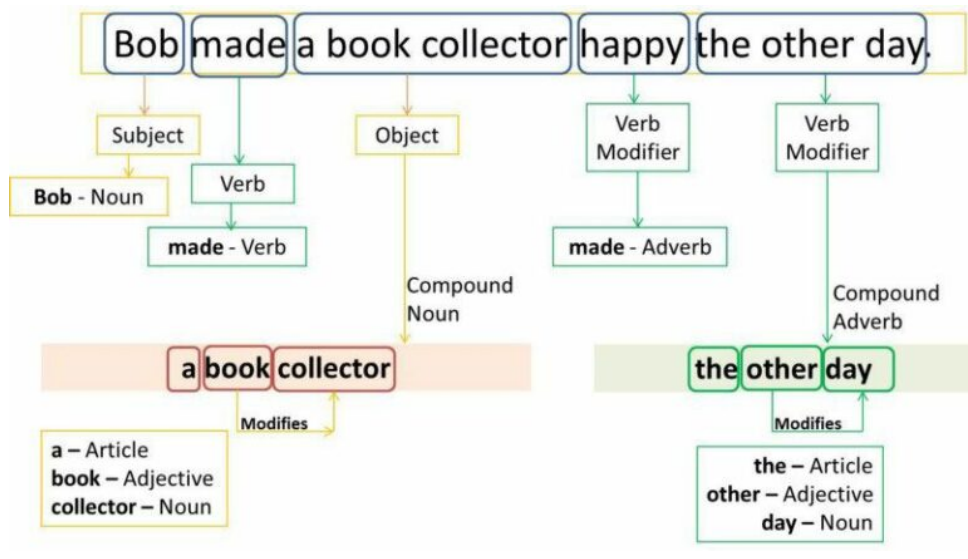 Bob made a book collector happy the other day.
Subject
Object
Verb
Modifier
Verb
Modifier
Verb
Bob - Noun
made - Verb
made - Adverb
Compound
Noun
Compound
Adverb
a book collector
the other day
Modifies
Modifies
a – Article
book – Adjective
collector – Noun
the – Article
other – Adjective
day – Noun